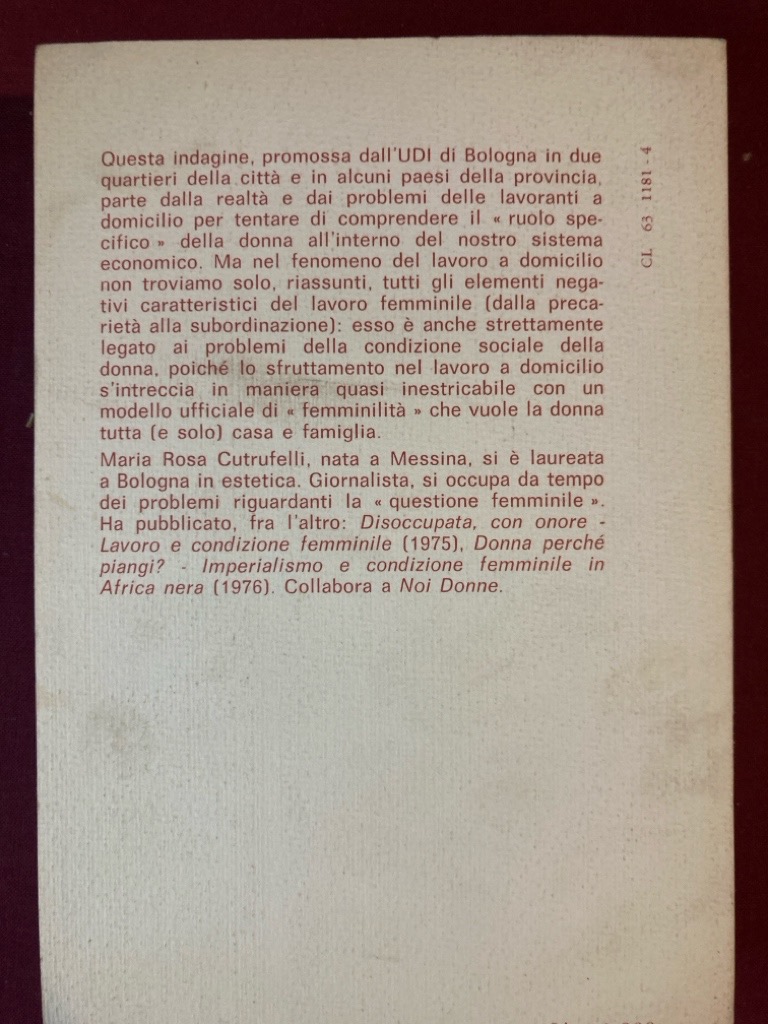 Questa indagine, promossa dall'UDI di Bologna in due
quartieri della città e in alcuni paesi della provincia,
parte dalla realtà e dai problemi delle lavoranti a
domicilio per tentare di comprendere il « ruolo spe-
cifico » della donna all'interno del nostro sistema
economico. Ma nel fenomeno del lavoro a domicilio
non troviamo solo, riassunti, tutti gli elementi nega-
tivi caratteristici del lavoro femminile (dalla preca-
rietà alla subordinazione): esso è anche strettamente
legato ai problemi della condizione sociale della
donna, poiché lo sfruttamento nel lavoro a domicilio
s'intreccia in maniera quasi inestricabile con un
modello ufficiale di « femminilità » che vuole la donna
tutta (e solo) casa e famiglia.
Maria Rosa Cutrufelli, nata a Messina, si è laureata
a Bologna in estetica. Giornalista, si occupa da tempo
dei problemi riguardanti la « questione femminile ».
Ha pubblicato, fra l'altro: Disoccupata, con onore -
Lavoro e condizione femminile (1975), Donna perché
piangi? - Imperialismo e condizione femminile in
Africa nera (1976). Collabora a Noi Donne.
CL 63 - 1181 - 4